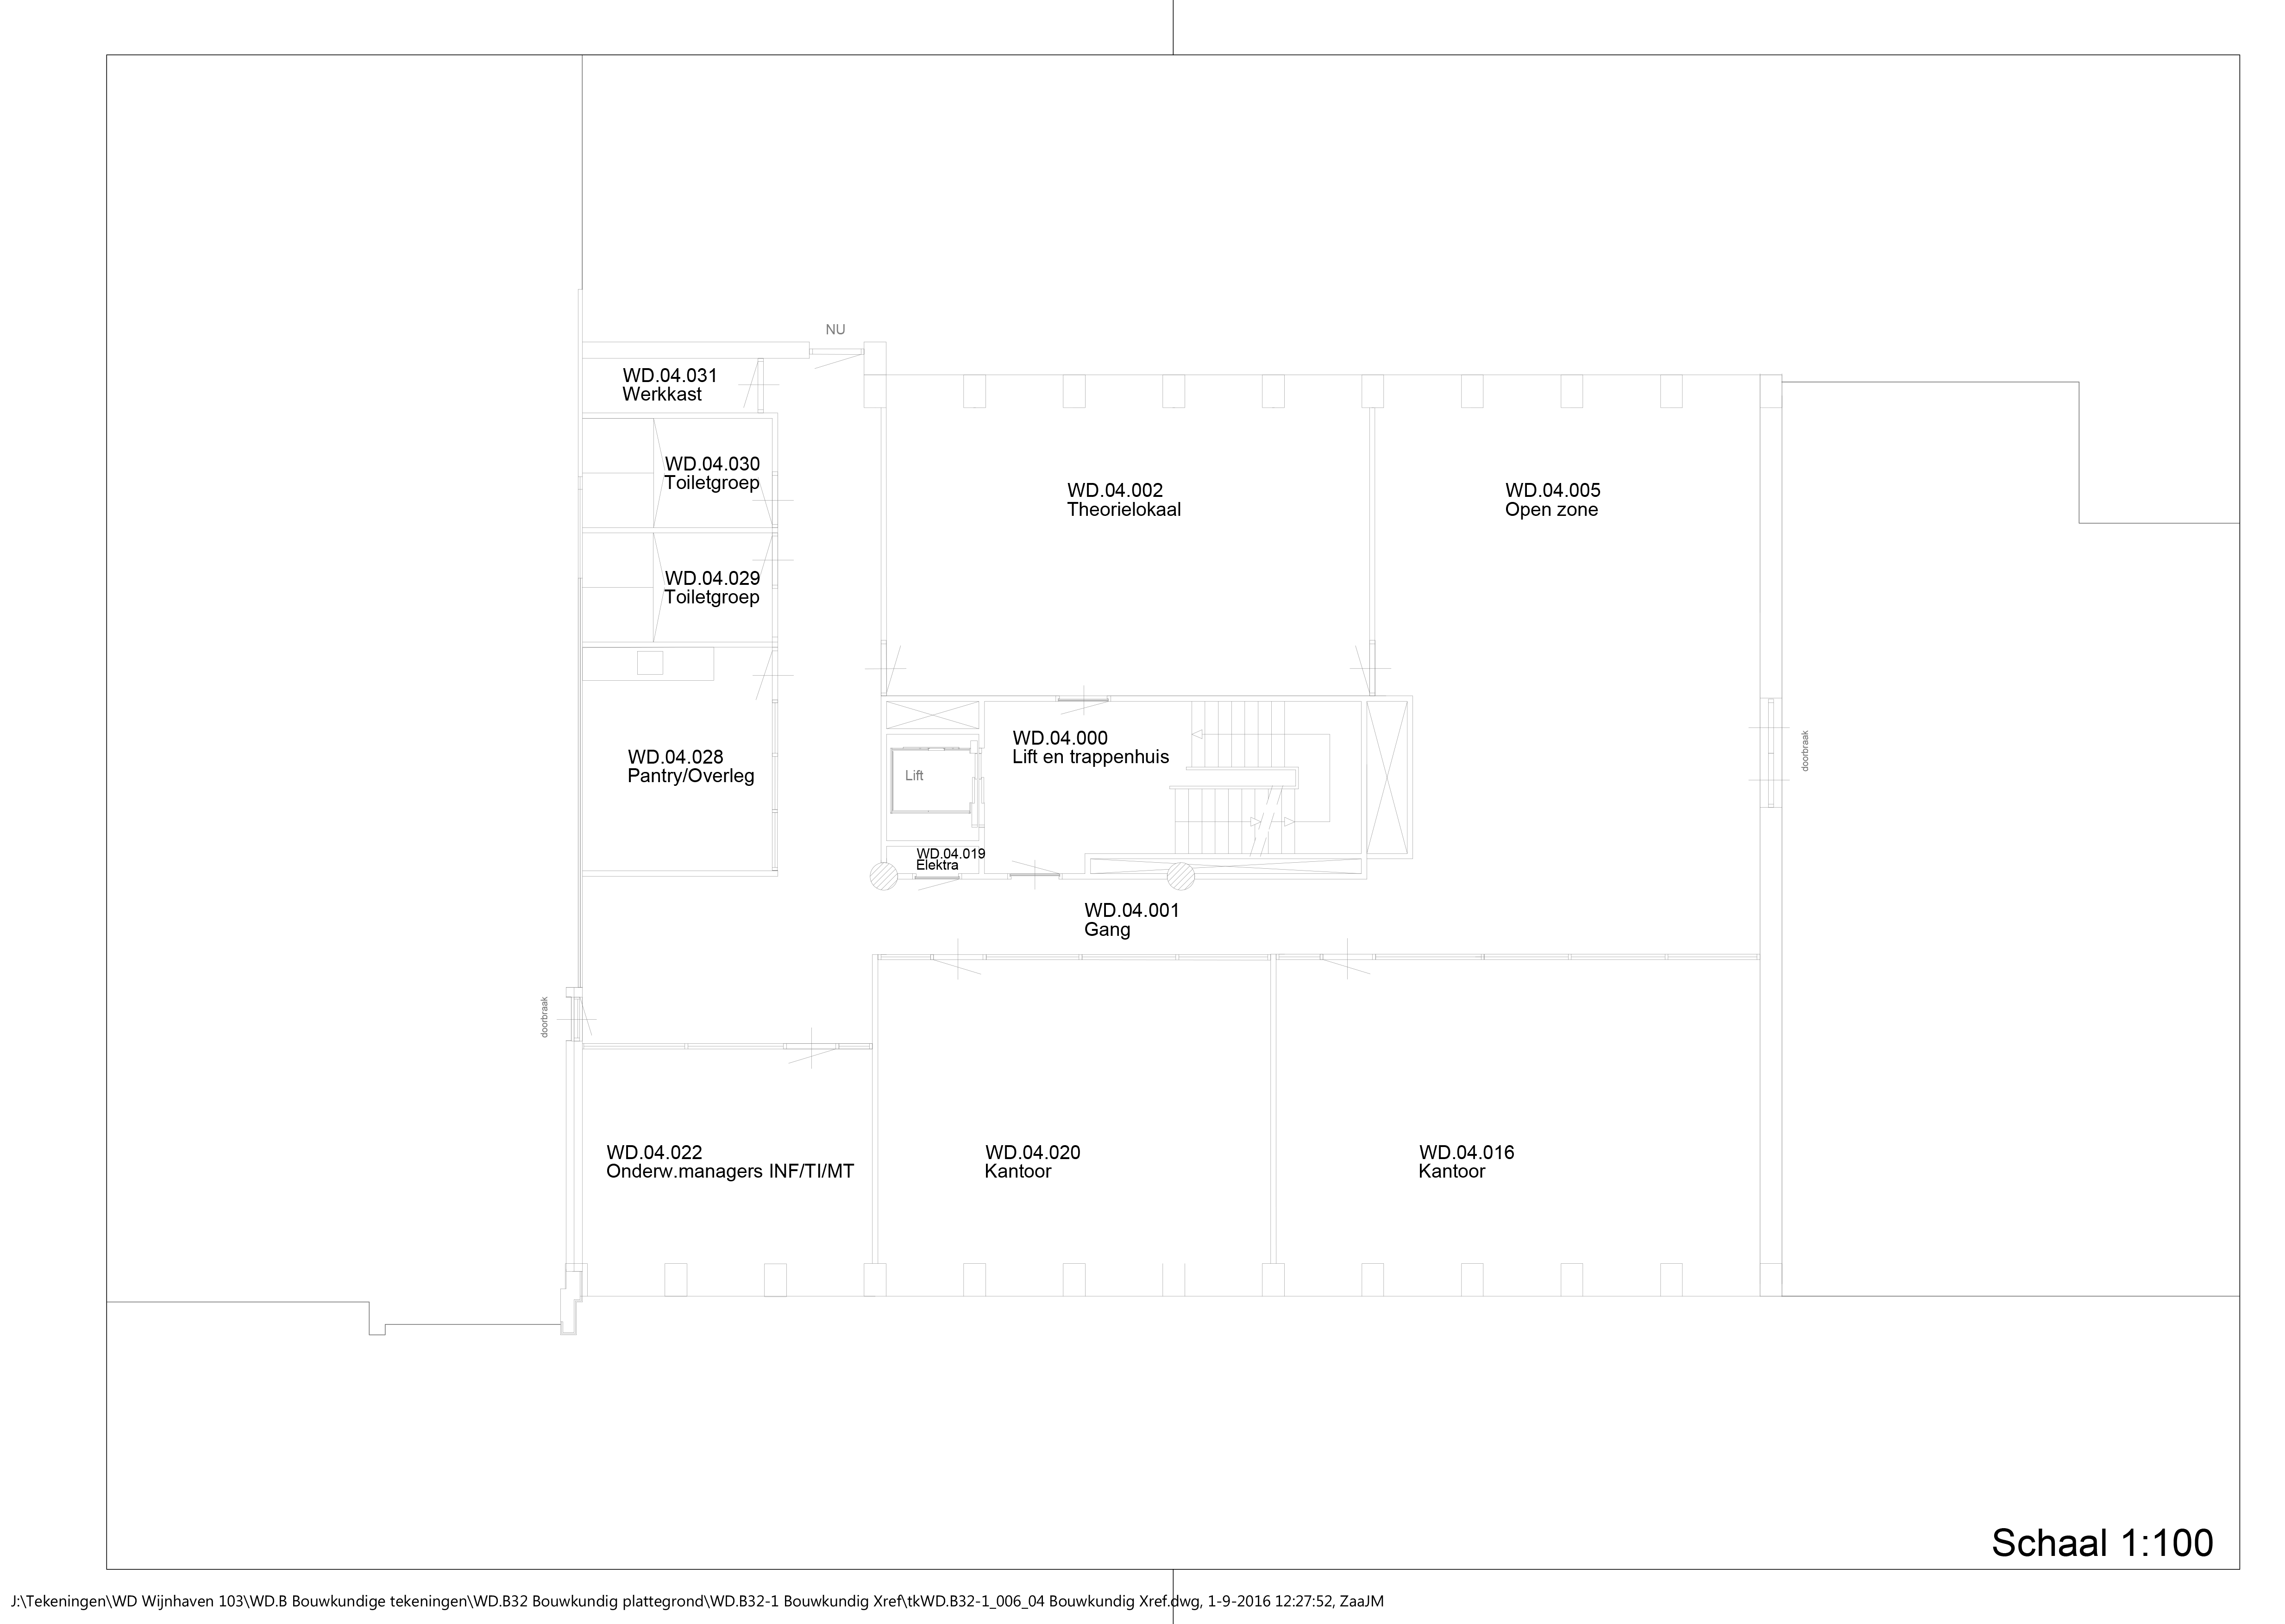 NU
WD.04.031
Werkkast
WD.04.030
Toiletgroep
WD.04.002
Theorielokaal
WD.04.005
Open zone
WD.04.029
Toiletgroep
WD.04.028
Pantry/Overleg
Lift
WD.04.000
Lift en trappenhuis
doorbraak
WD.04.019
Elektra
WD.04.001
Gang
doorbraak
WD.04.022
Onderw.managers INF/TI/MT
WD.04.020
Kantoor
WD.04.016
Kantoor
Schaal 1:100
J:\Tekeningen\WD Wijnhaven 103\WD.B Bouwkundige tekeningen\WD.B32 Bouwkundig plattegrond\WD.B32-1 Bouwkundig Xref\tkWD.B32-1_006_04 Bouwkundig Xref.dwg, 1-9-2016 12:27:52, ZaaJM